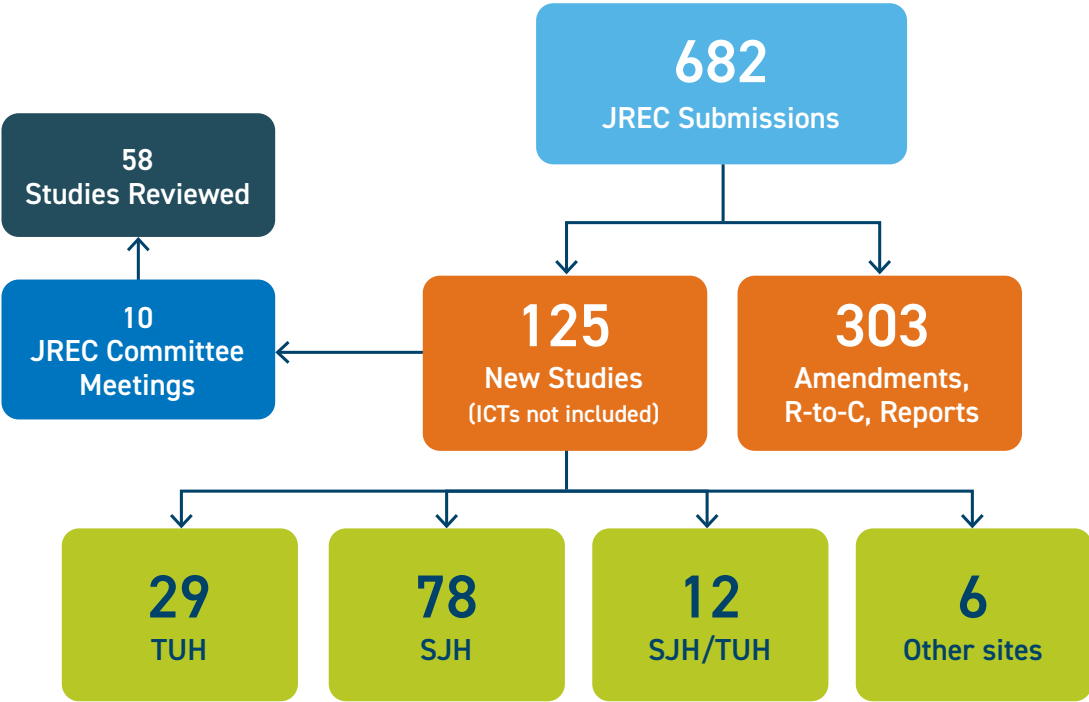 682
JREC Submissions
58
Studies Reviewed
10
JREC Committee
Meetings
125
New Studies
(ICTs not included)
303
Amendments,
R-to-C, Reports
29
TUH
78
SJH
12
SJH/TUH
6
Other sites